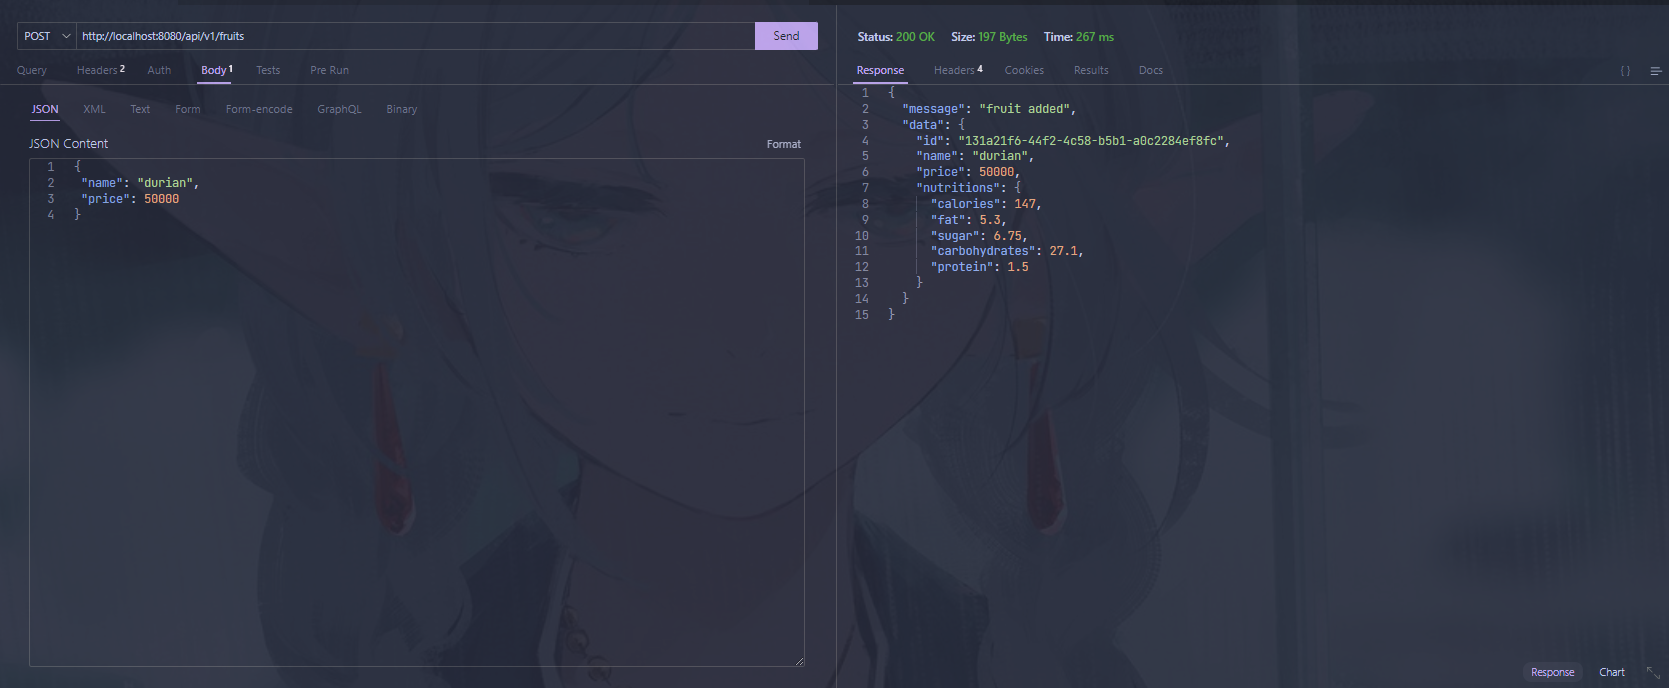 POST http://localhost:8080/api/v1/fruits Send
Query Headers 2 Auth Body 1 Tests Pre Run
JSON XML Text Form Form-encode GraphQL Binary
JSON Content Format
1 {
2 "name": "durian",
3 "price": 50000
4 }
Status: 200 OK Size: 197 Bytes Time: 267 ms
Response Headers 4 Cookies Results Docs { }
1 {
2 "message": "fruit added",
3 "data": {
4 "id": "131a21f6-44f2-4c58-b5b1-a0c2284ef8fc",
5 "name": "durian",
6 "price": 50000,
7 "nutritions": {
8 "calories": 147,
9 "fat": 5.3,
10 "sugar": 6.75,
11 "carbohydrates": 27.1,
12 "protein": 1.5
13 }
14 }
15 }
Response Chart